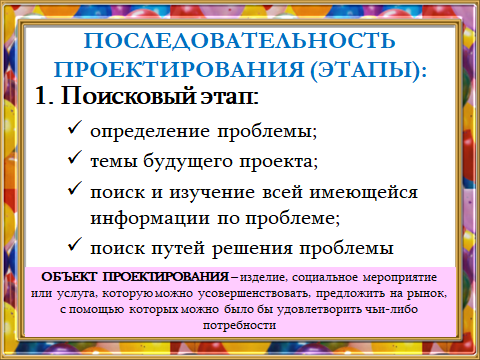 ПОСЛЕДОВАТЕЛЬНОСТЬ
ПРОЕКТИРОВАНИЯ (ЭТАПЫ):
1. Поисковый этап:
✓ определение проблемы;
✓ темы будущего проекта;
✓ поиск и изучение всей имеющейся
информации по проблеме;
✓ поиск путей решения проблемы
ОБЪЕКТ ПРОЕКТИРОВАНИЯ – изделие, социальное мероприятие
или услуга, которую можно усовершенствовать, предложить на рынок,
с помощью которых можно было бы удовлетворить чьи-либо
потребности